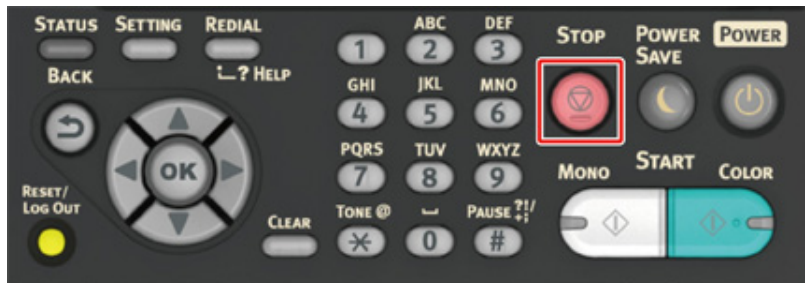 STATUS SETTING REDIAL
?HELP
BACK
OK
RESET/
LOG OUT
CLEAR
1
ABC
2
DEF
3
GHI
4
JKL
5
MNO
6
PQRS
7
TUV
8
WXYZ
9
TONE @
*
0
PAUSE ?!/+;
#
STOP
POWER
SAVE
POWER
MONO
START
COLOR